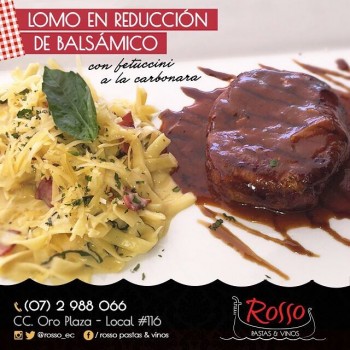 LOMO EN REDUCCIÓN
DE BALSÁMICO
con fetuccini
a la carbonara
(07) 2 988 066
CC. Oro Plaza - Local #116
@rosso_ec / rosso pastas & vinos
Rosso
PASTAS & VINOS